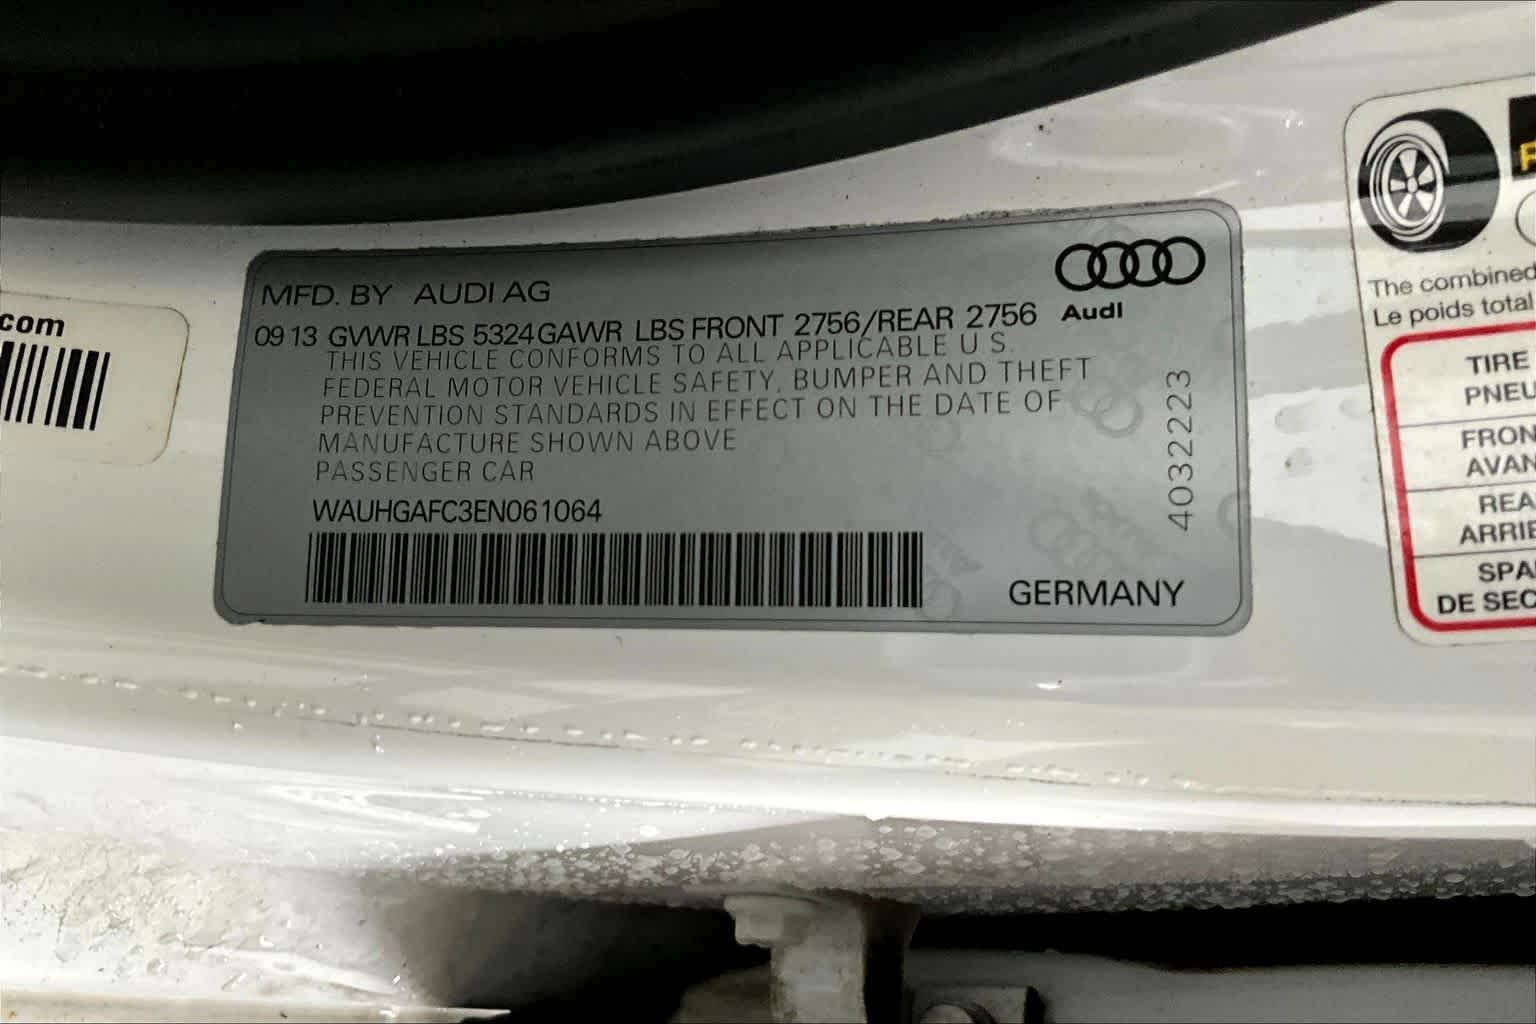 MFD. BY AUDI AG
Audi
09 13 GVWR LBS 5324 GAWR LBS FRONT 2756/REAR 2756
THIS VEHICLE CONFORMS TO ALL APPLICABLE U S.
FEDERAL MOTOR VEHICLE SAFETY, BUMPER AND THEFT
PREVENTION STANDARDS IN EFFECT ON THE DATE OF
MANUFACTURE SHOWN ABOVE
PASSENGER CAR
WAUHGAFC3EN061064
4032223
GERMANY
com
The combined
Le poids total
TIRE
PNEU
FRON
AVAN
REA
ARRIE
SPA
DE SEC